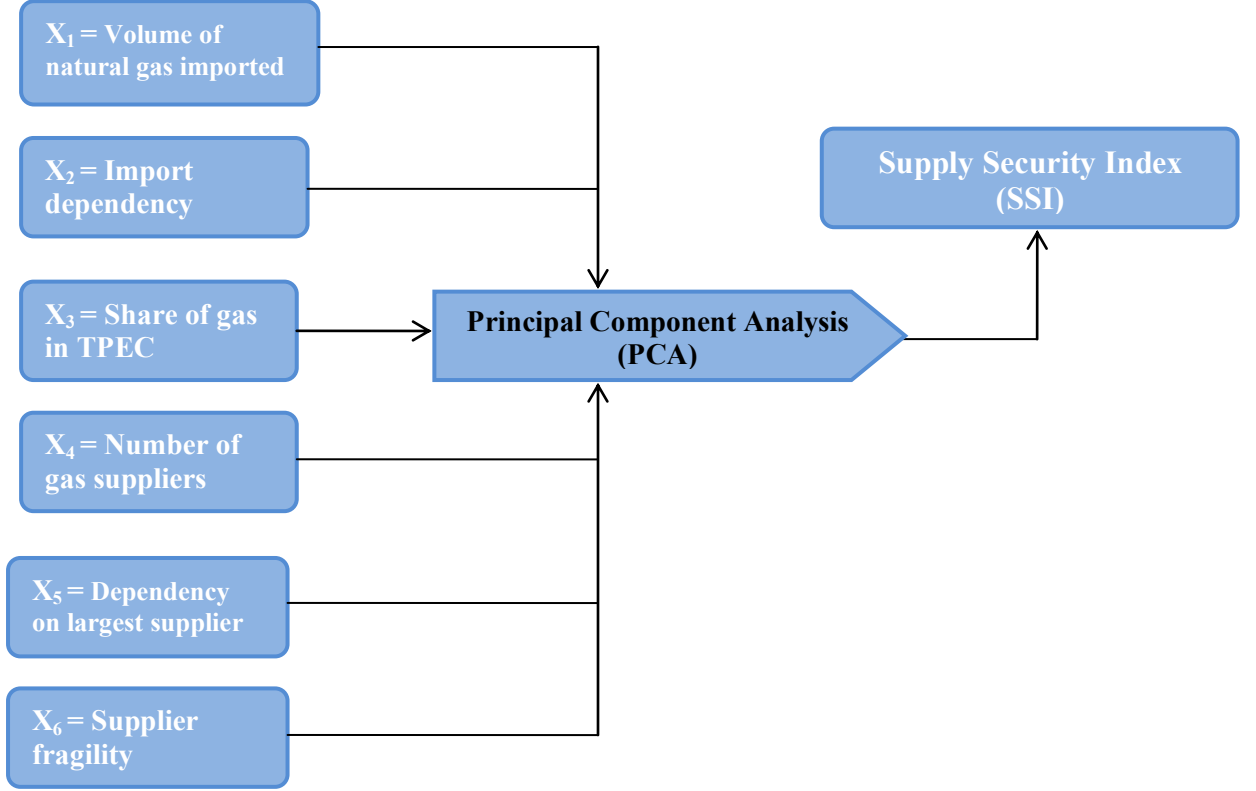 X₁ = Volume of
natural gas imported
X₂ = Import
dependency
X₃ = Share of gas
in TPEC
X₄ = Number of
gas suppliers
X₅ = Dependency
on largest supplier
X₆ = Supplier
fragility
Principal Component Analysis
(PCA)
Supply Security Index
(SSI)